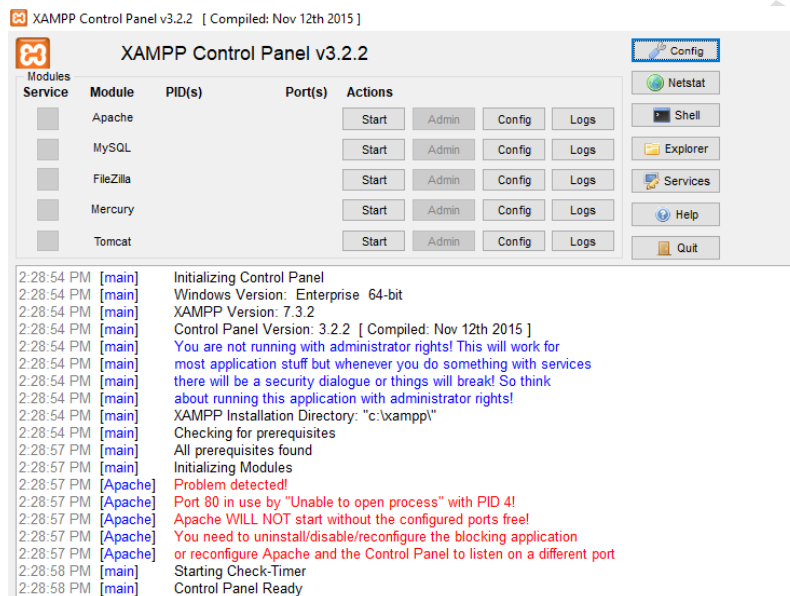 XAMPP Control Panel v3.2.2 [ Compiled: Nov 12th 2015 ]
XAMPP Control Panel v3.2.2
Config
Modules
Service Module PID(s) Port(s) Actions
Netstat
Apache Start Admin Config Logs
Shell
MySQL Start Admin Config Logs
Explorer
FileZilla Start Admin Config Logs
Services
Mercury Start Admin Config Logs
Help
Tomcat Start Admin Config Logs
Quit
2:28:54 PM [main] Initializing Control Panel
2:28:54 PM [main] Windows Version: Enterprise 64-bit
2:28:54 PM [main] XAMPP Version: 7.3.2
2:28:54 PM [main] Control Panel Version: 3.2.2 [ Compiled: Nov 12th 2015 ]
2:28:54 PM [main] You are not running with administrator rights! This will work for
2:28:54 PM [main] most application stuff but whenever you do something with services
2:28:54 PM [main] there will be a security dialogue or things will break! So think
2:28:54 PM [main] about running this application with administrator rights!
2:28:54 PM [main] XAMPP Installation Directory: "c:\xampp\"
2:28:54 PM [main] Checking for prerequisites
2:28:57 PM [main] All prerequisites found
2:28:57 PM [main] Initializing Modules
2:28:57 PM [Apache] Problem detected!
2:28:57 PM [Apache] Port 80 in use by "Unable to open process" with PID 4!
2:28:57 PM [Apache] Apache WILL NOT start without the configured ports free!
2:28:57 PM [Apache] You need to uninstall/disable/reconfigure the blocking application
2:28:57 PM [Apache] or reconfigure Apache and the Control Panel to listen on a different port
2:28:58 PM [main] Starting Check-Timer
2:28:58 PM [main] Control Panel Ready